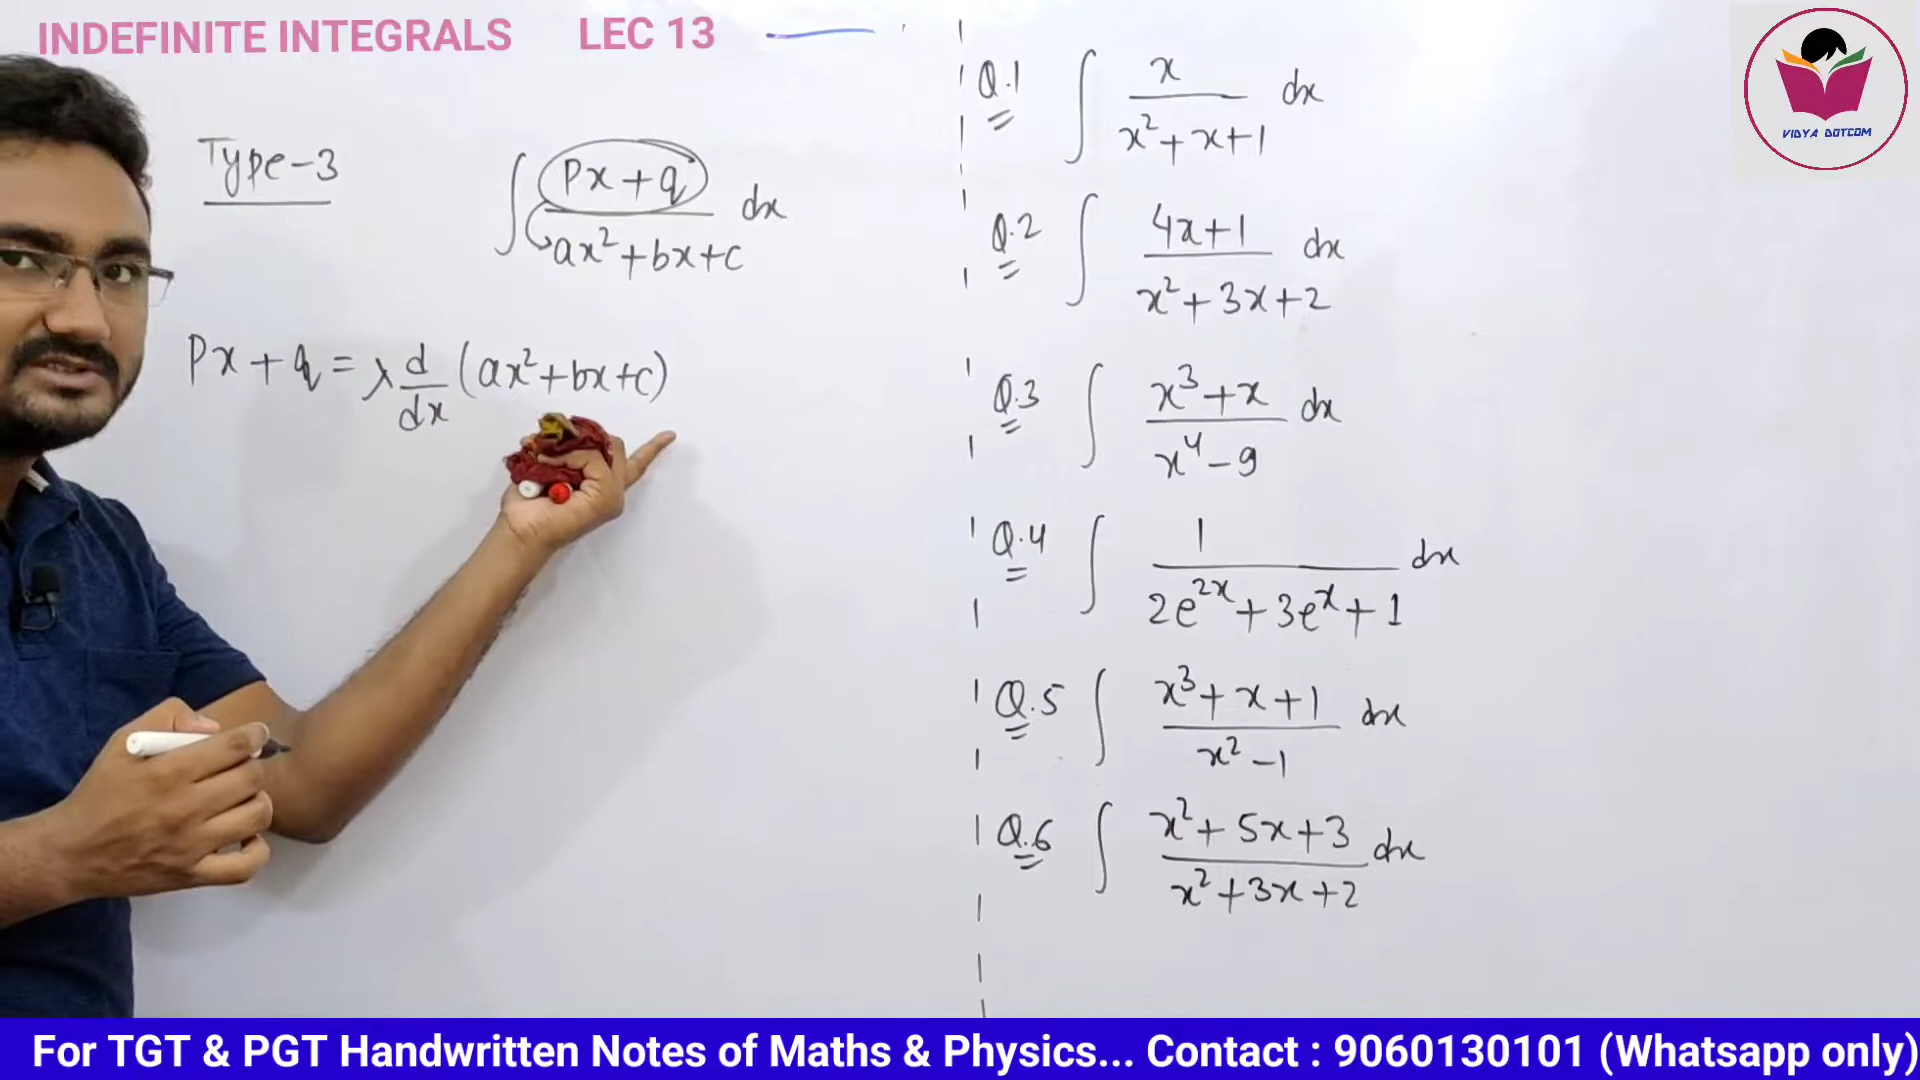 INDEFINITE INTEGRALS LEC 13
Type-3 ∫ (px + q)/(ax² + bx + c) dx
px + q = λ d/dx (ax² + bx + c)
Q.1 ∫ x/(x² + x + 1) dx
Q.2 ∫ (4x + 1)/(x² + 3x + 2) dx
Q.3 ∫ (x³ + x)/(x⁴ - 9) dx
Q.4 ∫ 1/(2e²ˣ + 3eˣ + 1) dx
Q.5 ∫ (x³ + x + 1)/(x² - 1) dx
Q.6 ∫ (x² + 5x + 3)/(x² + 3x + 2) dx
VIDYA DOTCOM
For TGT & PGT Handwritten Notes of Maths & Physics... Contact : 9060130101 (Whatsapp only)